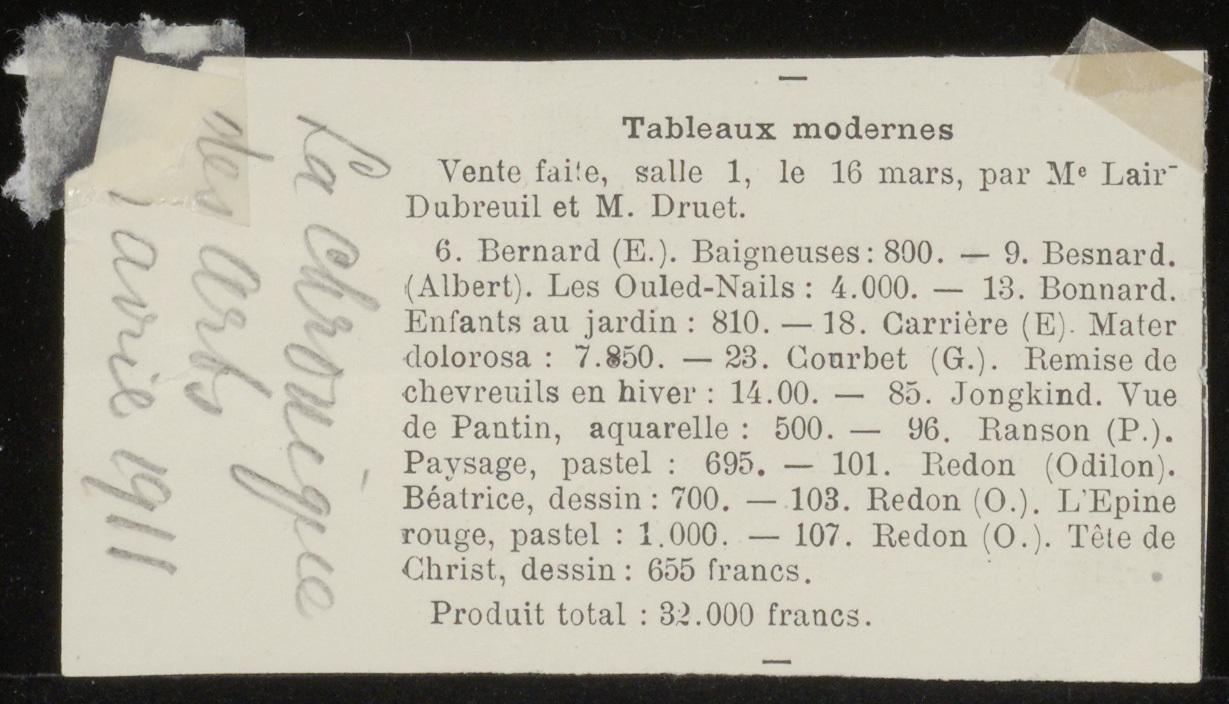 La Chronique
des Arts
1 avril 1911
Tableaux modernes
Vente faite, salle 1, le 16 mars, par Mᵉ Lair-
Dubreuil et M. Druet.
6. Bernard (E.). Baigneuses : 800. — 9. Besnard.
(Albert). Les Ouled-Nails : 4.000. — 13. Bonnard.
Enfants au jardin : 810. — 18. Carrière (E). Mater
dolorosa : 7.850. — 23. Courbet (G.). Remise de
chevreuils en hiver : 14.00. — 85. Jongkind. Vue
de Pantin, aquarelle : 500. — 96. Ranson (P.).
Paysage, pastel : 695. — 101. Redon (Odilon).
Béatrice, dessin : 700. — 103. Redon (O.). L'Epine
rouge, pastel : 1.000. — 107. Redon (O.). Tête de
Christ, dessin : 655 francs.
Produit total : 32.000 francs.